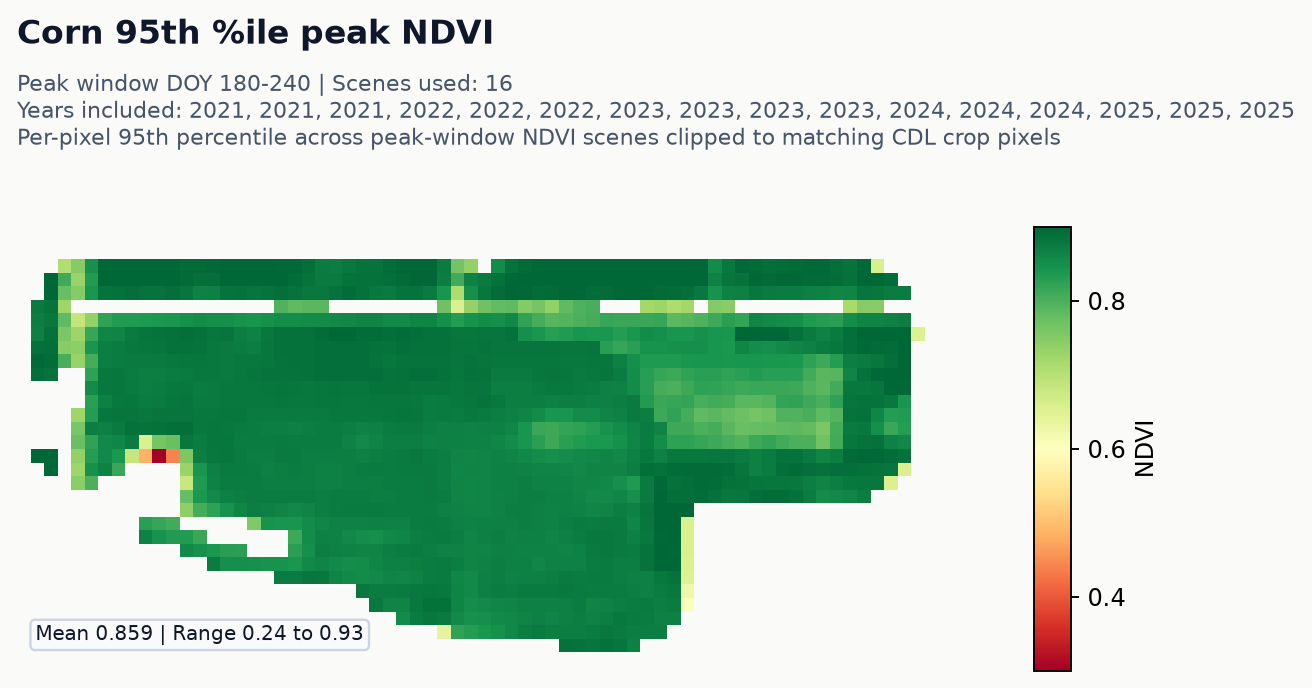 Corn 95th %ile peak NDVI
Peak window DOY 180-240 | Scenes used: 16
Years included: 2021, 2021, 2021, 2022, 2022, 2022, 2023, 2023, 2023, 2023, 2024, 2024, 2024, 2025, 2025, 2025
Per-pixel 95th percentile across peak-window NDVI scenes clipped to matching CDL crop pixels
0.8
0.6
0.4
NDVI
Mean 0.859 | Range 0.24 to 0.93